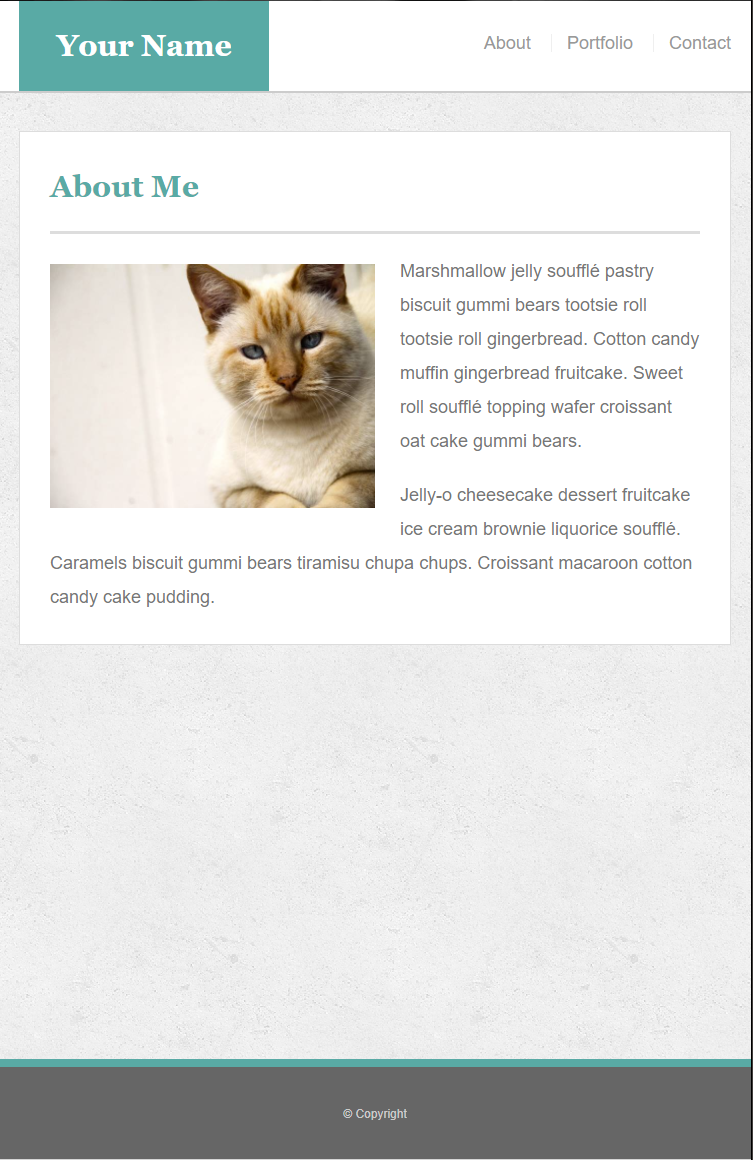 Your Name
About
Portfolio
Contact
About Me
Marshmallow jelly soufflé pastry
biscuit gummi bears tootsie roll
tootsie roll gingerbread. Cotton candy
muffin gingerbread fruitcake. Sweet
roll soufflé topping wafer croissant
oat cake gummi bears.
Jelly-o cheesecake dessert fruitcake
ice cream brownie liquorice soufflé.
Caramels biscuit gummi bears tiramisu chupa chups. Croissant macaroon cotton
candy cake pudding.
© Copyright